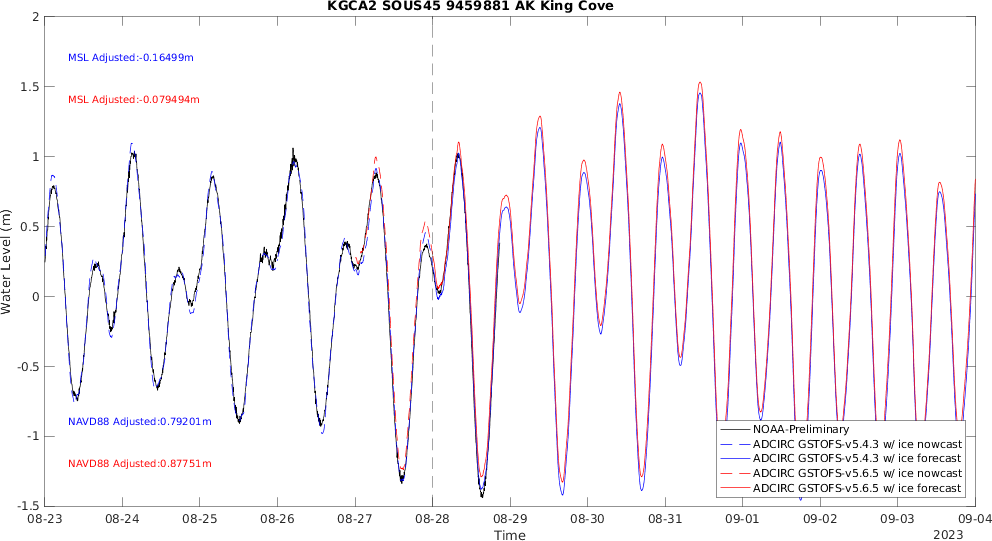 KGCA2 SOUS45 9459881 AK King Cove
2
1.5
1
0.5
0
-0.5
-1
-1.5
Water Level (m)
MSL Adjusted:-0.16499m
MSL Adjusted:-0.079494m
NAVD88 Adjusted:0.79201m
NAVD88 Adjusted:0.87751m
NOAA-Preliminary
ADCIRC GSTOFS-v5.4.3 w/ ice nowcast
ADCIRC GSTOFS-v5.4.3 w/ ice forecast
ADCIRC GSTOFS-v5.6.5 w/ ice nowcast
ADCIRC GSTOFS-v5.6.5 w/ ice forecast
08-23 08-24 08-25 08-26 08-27 08-28 08-29 08-30 08-31 09-01 09-02 09-03 09-04
Time
2023